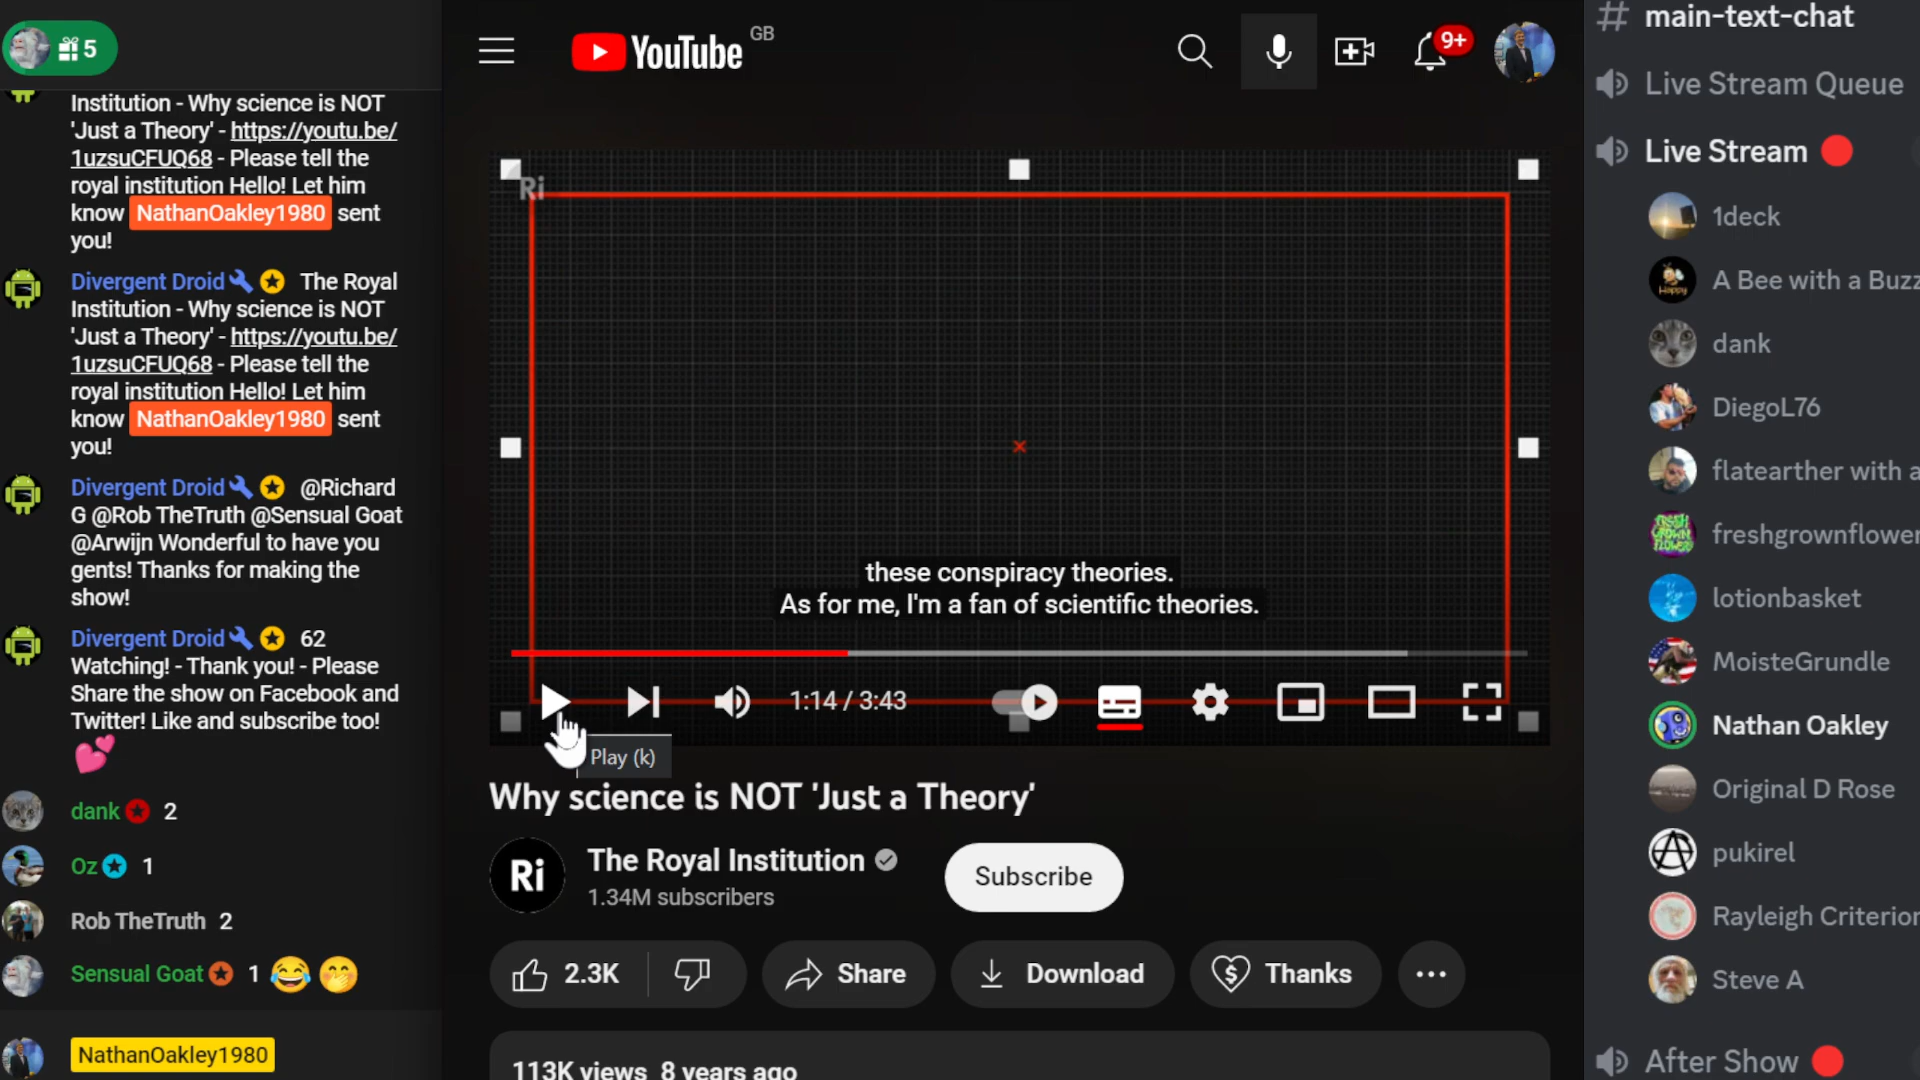 5
Institution - Why science is NOT
'Just a Theory' - https://youtu.be/
1uzsuCFUQ68 - Please tell the
royal institution Hello! Let him
know NathanOakley1980 sent
you!
Divergent Droid The Royal
Institution - Why science is NOT
'Just a Theory' - https://youtu.be/
1uzsuCFUQ68 - Please tell the
royal institution Hello! Let him
know NathanOakley1980 sent
you!
Divergent Droid @Richard
G @Rob TheTruth @Sensual Goat
@Arwijn Wonderful to have you
gents! Thanks for making the
show!
Divergent Droid 62
Watching! - Thank you! - Please
Share the show on Facebook and
Twitter! Like and subscribe too!
dank 2
Oz 1
Rob TheTruth 2
Sensual Goat 1
NathanOakley1980
YouTube GB
9+
Ri
these conspiracy theories.
As for me, I'm a fan of scientific theories.
1:14 / 3:43
Play (k)
Why science is NOT 'Just a Theory'
Ri
The Royal Institution
1.34M subscribers
Subscribe
2.3K
Share
Download
Thanks
113K views 8 years ago
# main-text-chat
Live Stream Queue
Live Stream
1deck
A Bee with a Buzz
dank
DiegoL76
flatearther with a
freshgrownflower
lotionbasket
MoisteGrundle
Nathan Oakley
Original D Rose
pukirel
Rayleigh Criterion
Steve A
After Show